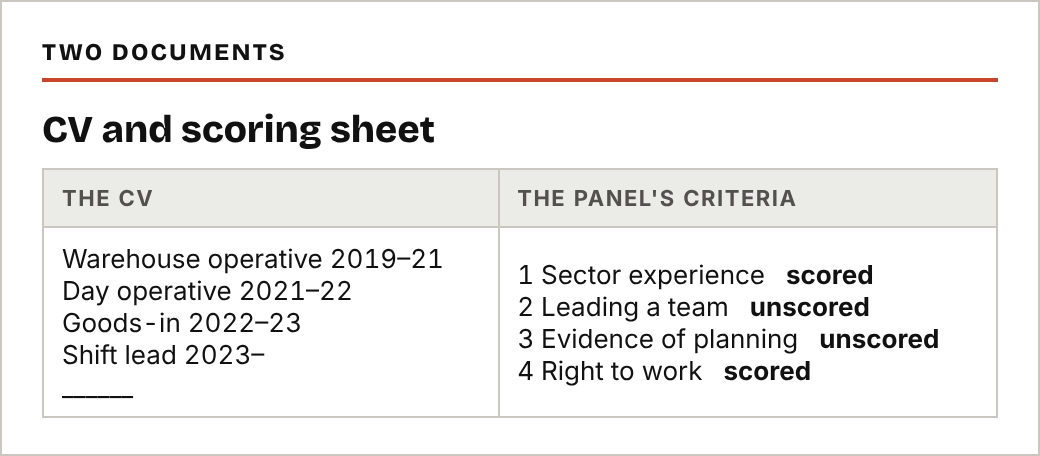 TWO DOCUMENTS
CV and scoring sheet
THE CV
Warehouse operative 2019–21
Day operative 2021–22
Goods-in 2022–23
Shift lead 2023–
______
THE PANEL'S CRITERIA
1 Sector experience scored
2 Leading a team unscored
3 Evidence of planning unscored
4 Right to work scored